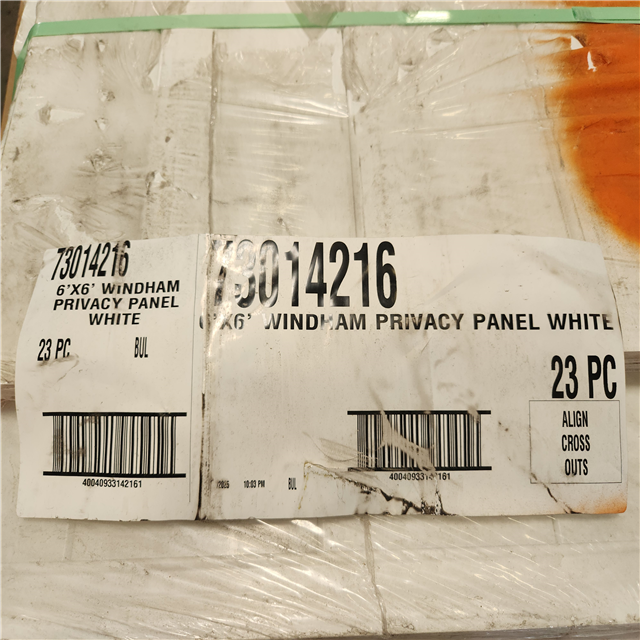 73014216
6'X6' WINDHAM
PRIVACY PANEL
WHITE
23 PC BUL
40040933142161
73014216
6'X6' WINDHAM PRIVACY PANEL WHITE
23 PC
ALIGN
CROSS
OUTS
10:03 PM BUL